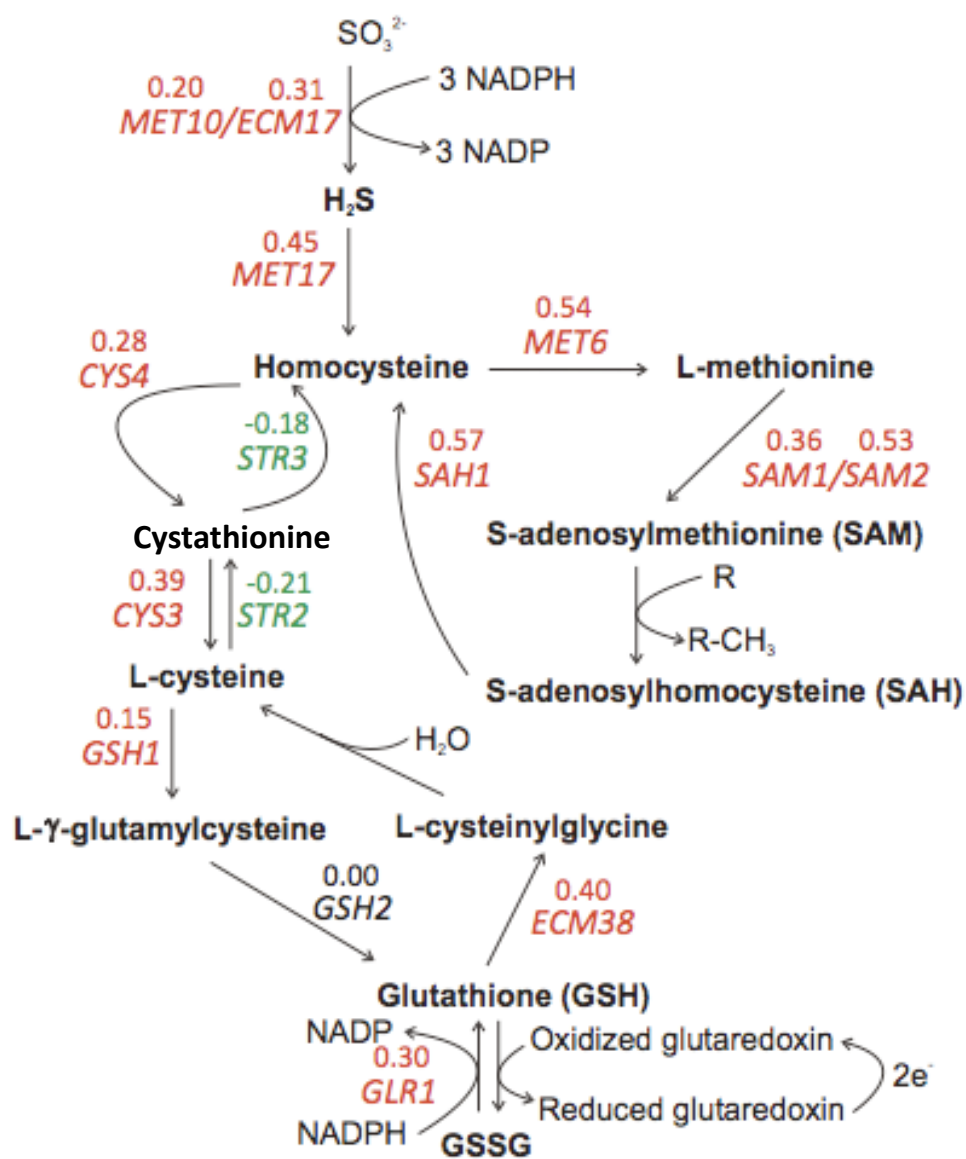 SO₃²⁻
0.20 0.31
MET10/ECM17
3 NADPH
3 NADP
H₂S
0.45
MET17
0.54
MET6
0.28
CYS4
Homocysteine
L-methionine
-0.18
STR3
0.57
SAH1
0.36 0.53
SAM1/SAM2
Cystathionine
S-adenosylmethionine (SAM)
0.39
CYS3
-0.21
STR2
R
R-CH₃
L-cysteine
S-adenosylhomocysteine (SAH)
0.15
GSH1
H₂O
L-γ-glutamylcysteine
L-cysteinylglycine
0.00
GSH2
0.40
ECM38
Glutathione (GSH)
NADP
0.30
GLR1
NADPH
GSSG
Oxidized glutaredoxin
Reduced glutaredoxin
2e⁻